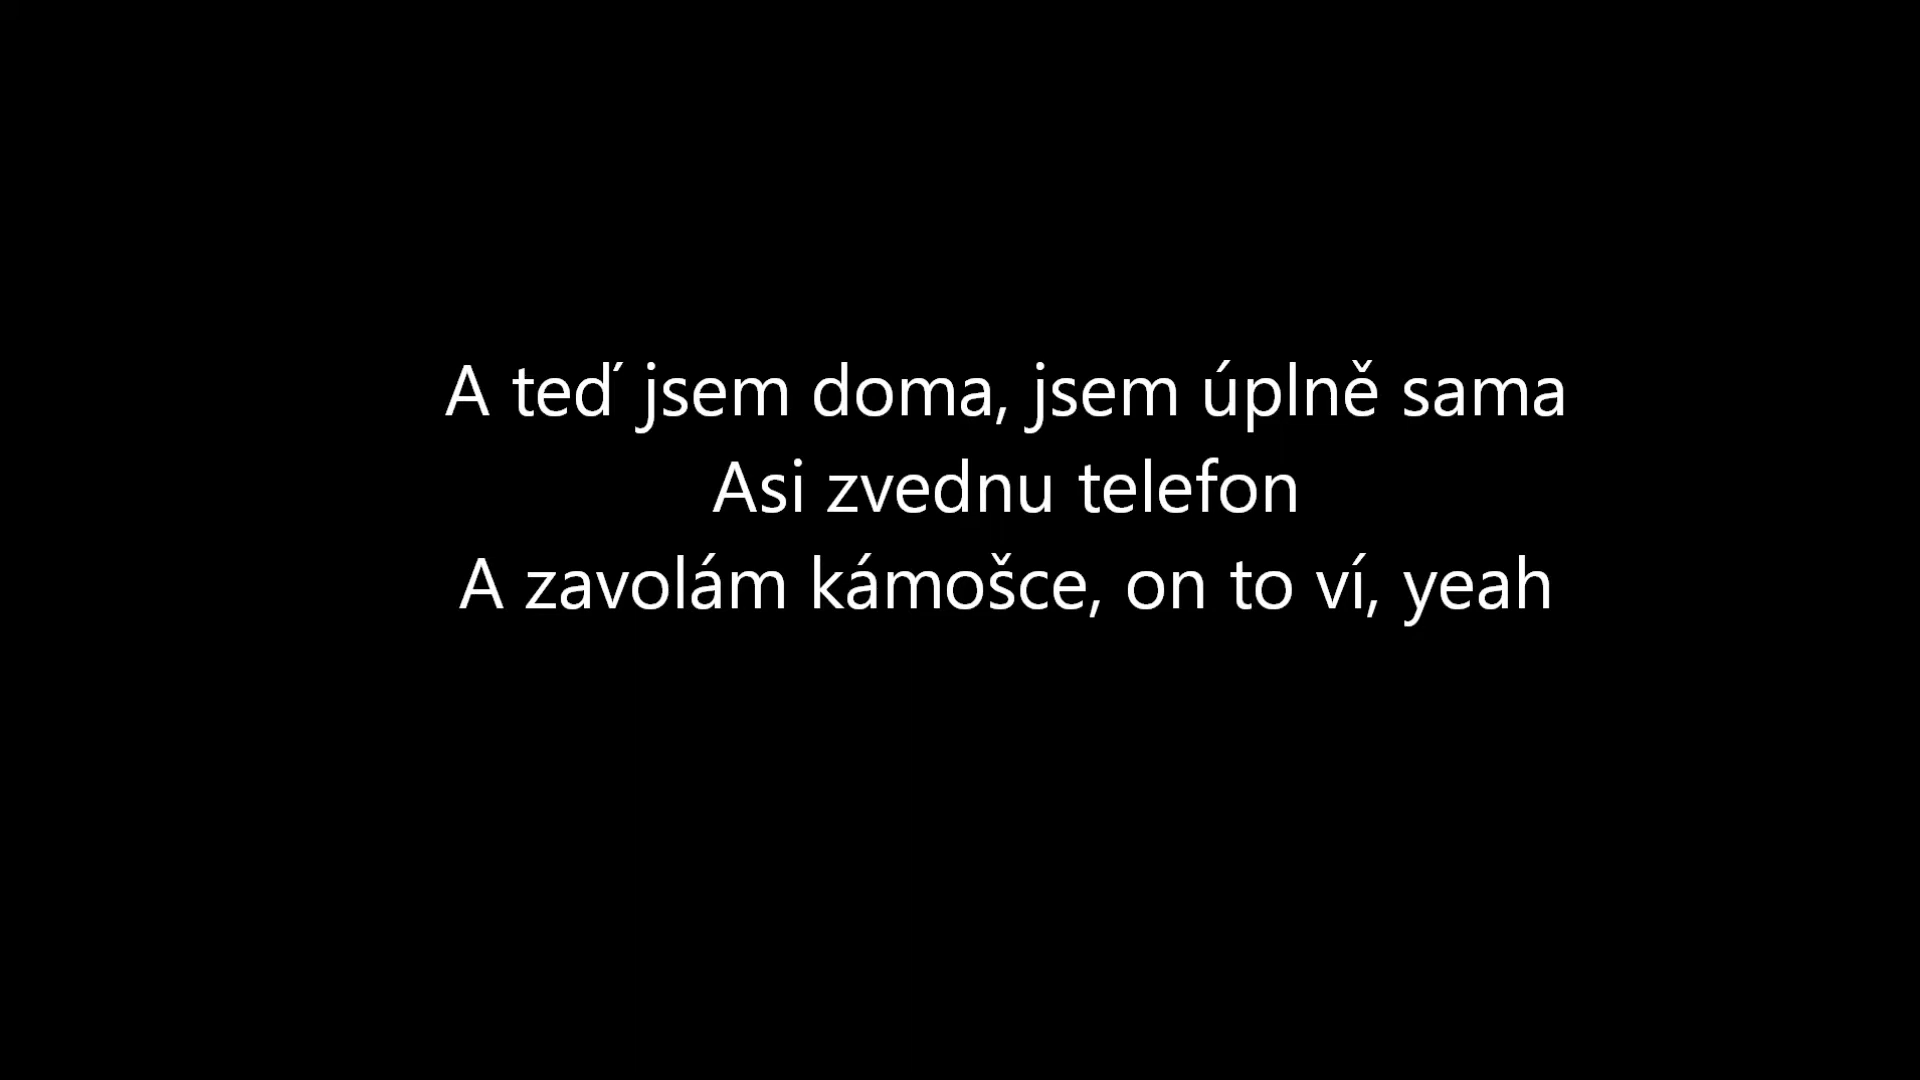 A teď jsem doma, jsem úplně sama
Asi zvednu telefon
A zavolám kámošce, on to ví, yeah